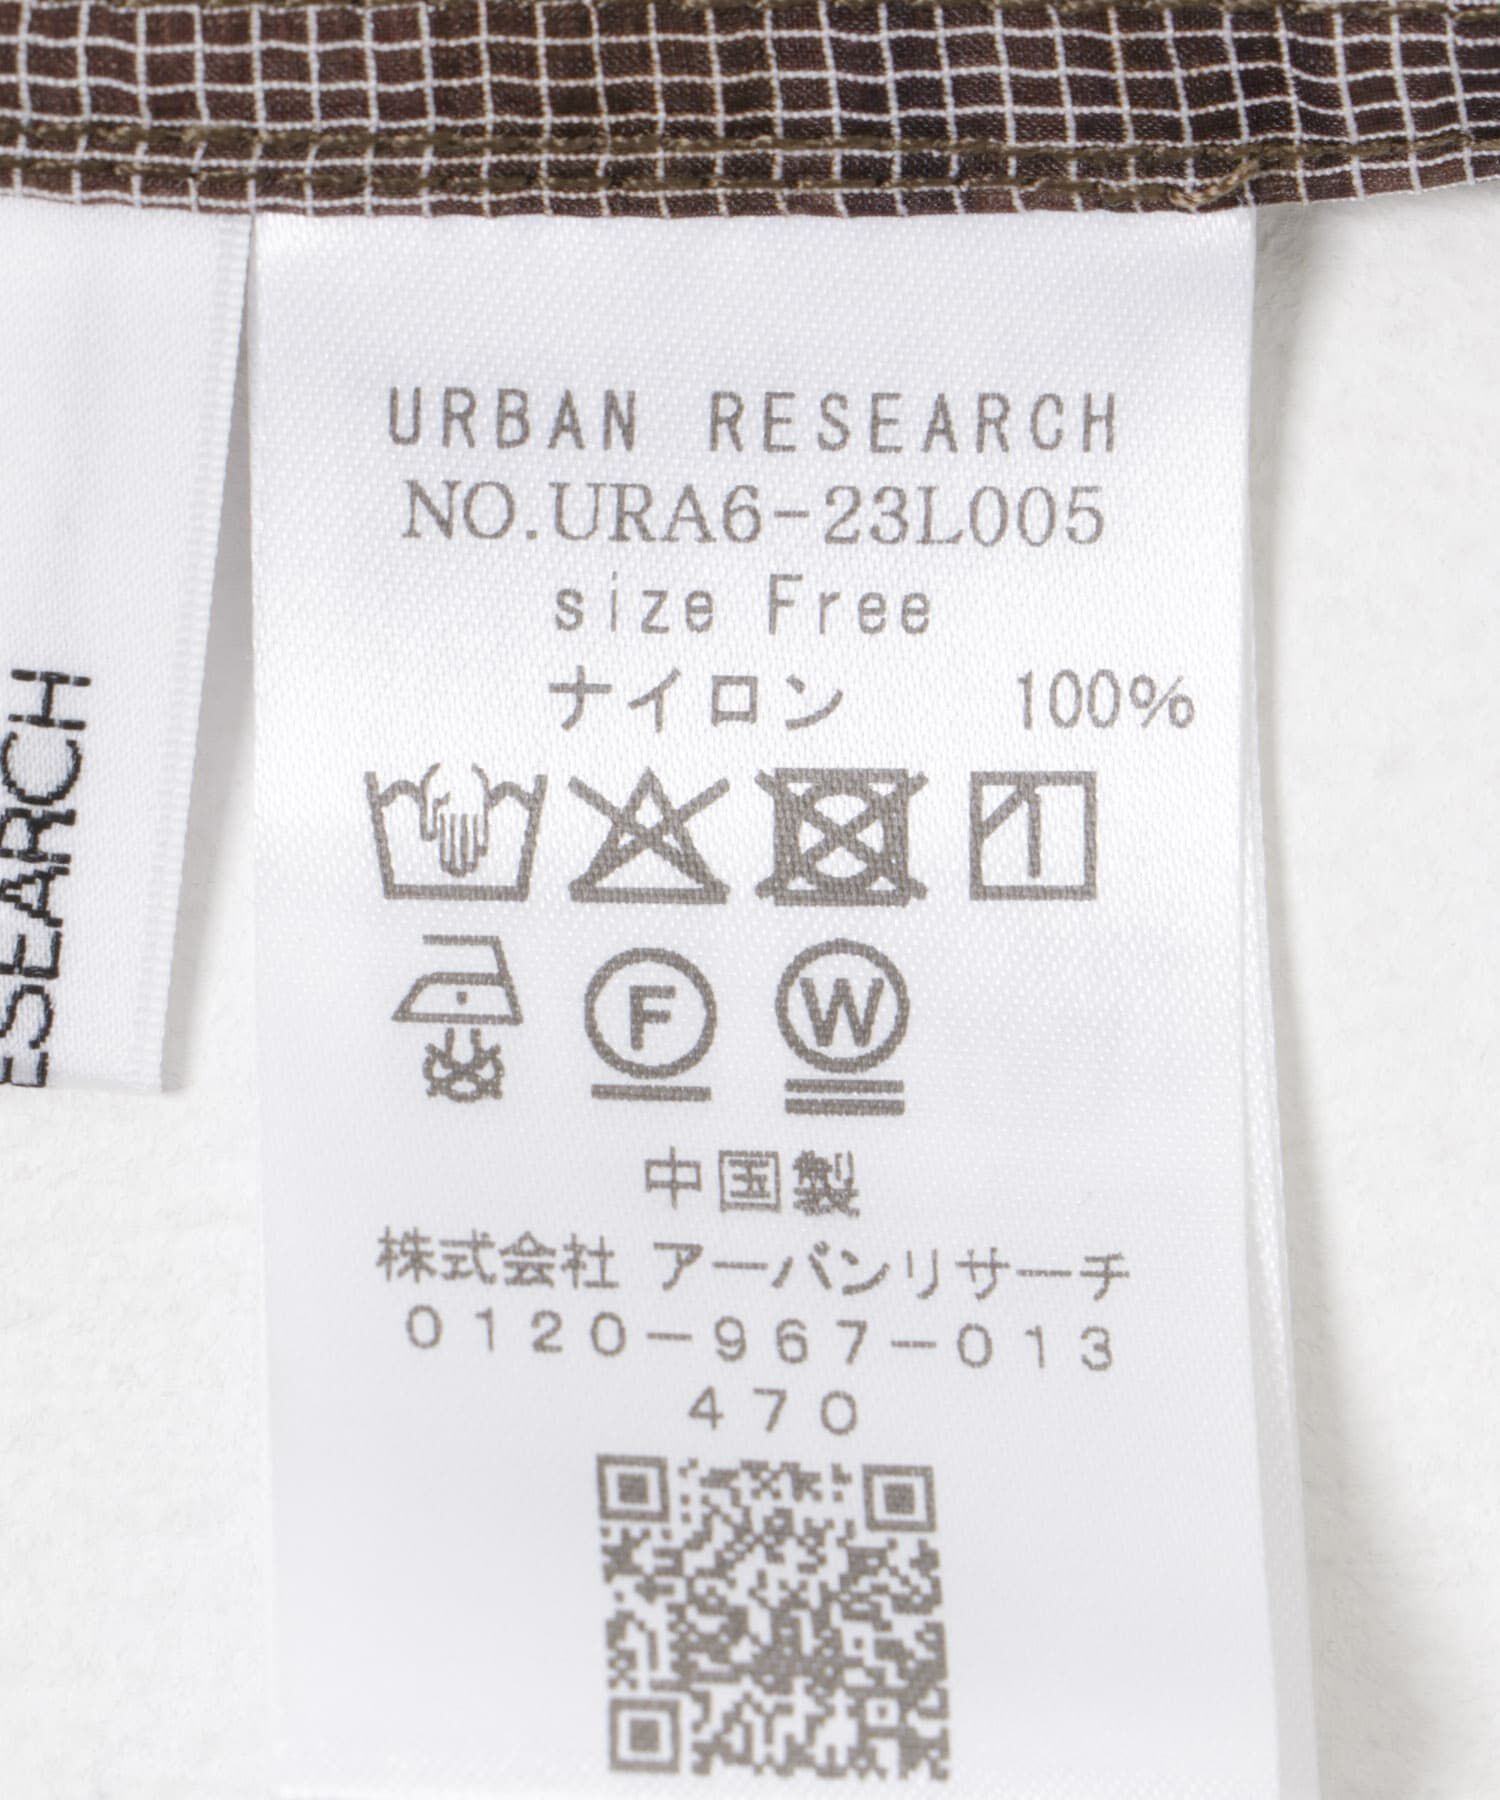 URBAN RESEARCH
NO.URA6-23L005
size Free
ナイロン 100%
F
W
中国製
株式会社 アーバンリサーチ
0120-967-013
470
ESEARCH